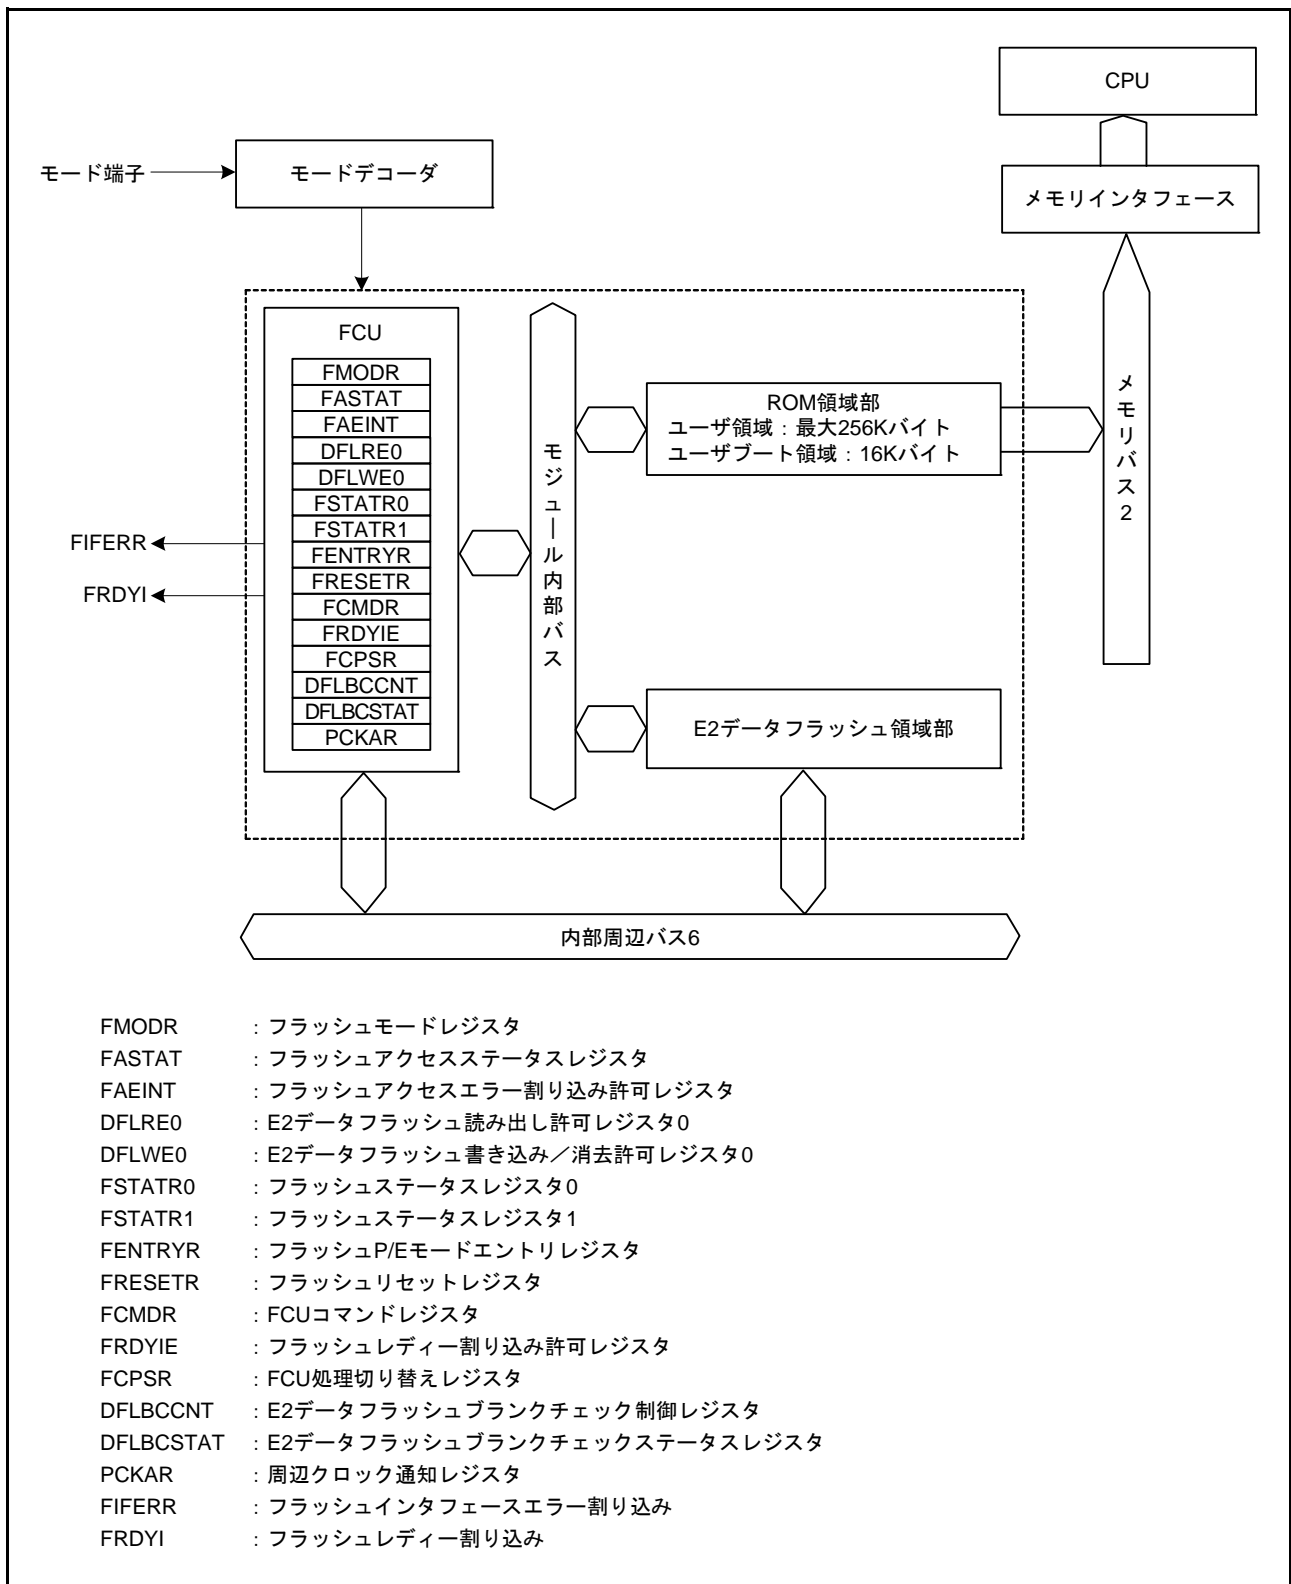 CPU
モード端子
モードデコーダ
メモリインタフェース
FCU
FMODR
FASTAT
FAEINT
DFLRE0
DFLWE0
FSTATR0
FSTATR1
FENTRYR
FRESETR
FCMDR
FRDYIE
FCPSR
DFLBCCNT
DFLBCSTAT
PCKAR
FIFERR
FRDYI
モジュール内部バス
ROM領域部
ユーザ領域：最大256Kバイト
ユーザブート領域：16Kバイト
メモリバス2
E2データフラッシュ領域部
内部周辺バス6
FMODR : フラッシュモードレジスタ
FASTAT : フラッシュアクセスステータスレジスタ
FAEINT : フラッシュアクセスエラー割り込み許可レジスタ
DFLRE0 : E2データフラッシュ読み出し許可レジスタ0
DFLWE0 : E2データフラッシュ書き込み／消去許可レジスタ0
FSTATR0 : フラッシュステータスレジスタ0
FSTATR1 : フラッシュステータスレジスタ1
FENTRYR : フラッシュP/Eモードエントリレジスタ
FRESETR : フラッシュリセットレジスタ
FCMDR : FCUコマンドレジスタ
FRDYIE : フラッシュレディー割り込み許可レジスタ
FCPSR : FCU処理切り替えレジスタ
DFLBCCNT : E2データフラッシュブランクチェック制御レジスタ
DFLBCSTAT : E2データフラッシュブランクチェックステータスレジスタ
PCKAR : 周辺クロック通知レジスタ
FIFERR : フラッシュインタフェースエラー割り込み
FRDYI : フラッシュレディー割り込み